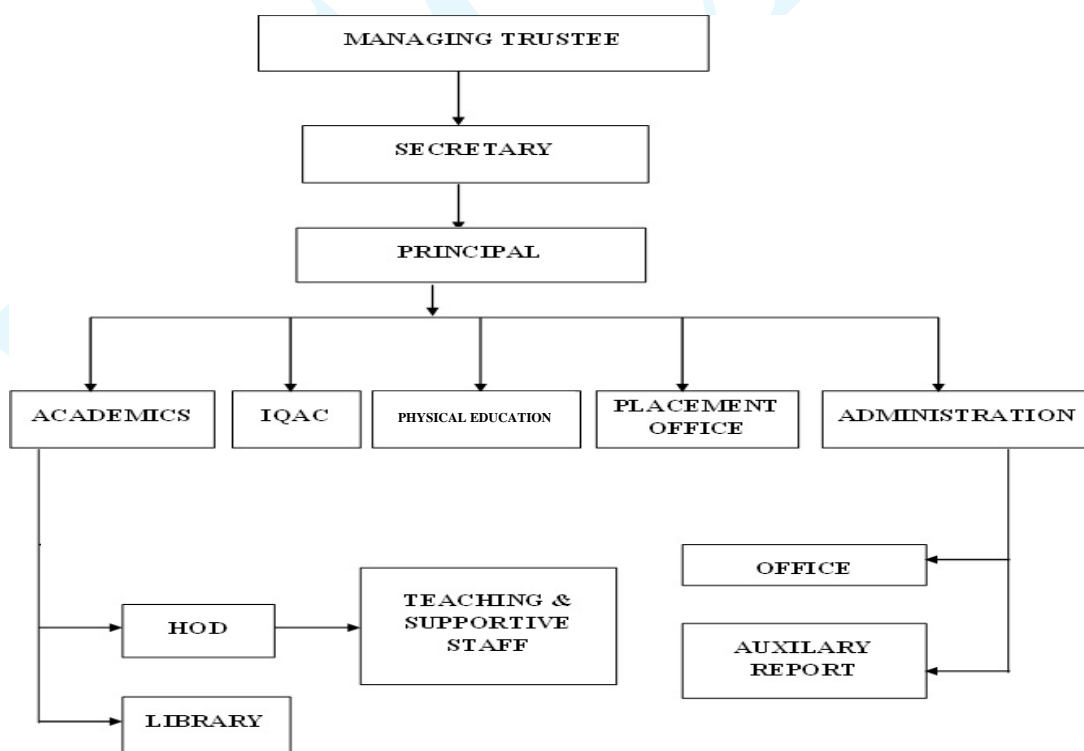 MANAGING TRUSTEE
SECRETARY
PRINCIPAL
ACADEMICS
IQAC
PHYSICAL EDUCATION
PLACEMENT
OFFICE
ADMINISTRATION
OFFICE
HOD
TEACHING &
SUPPORTIVE
STAFF
AUXILARY
REPORT
LIBRARY